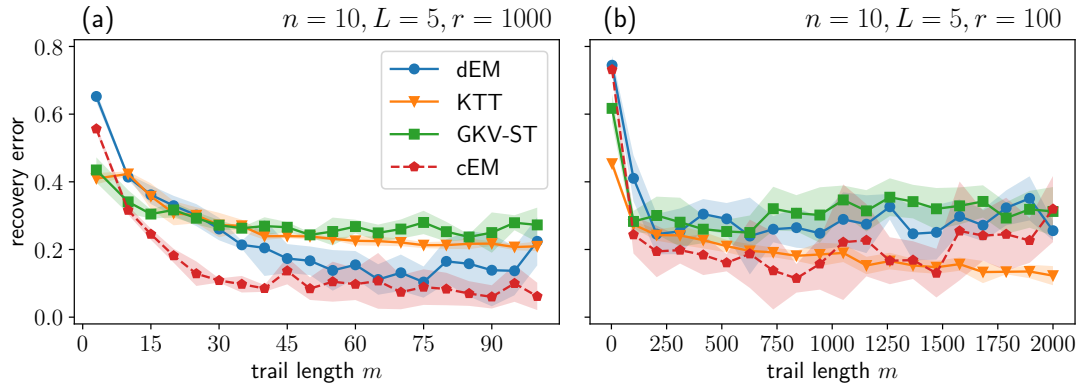 (a)
n = 10, L = 5, r = 1000
(b)
n = 10, L = 5, r = 100
recovery error
0.8
0.6
0.4
0.2
0.0
dEM
KTT
GKV-ST
cEM
0 15 30 45 60 75 90
0 250 500 750 1000 1250 1500 1750 2000
trail length m
trail length m